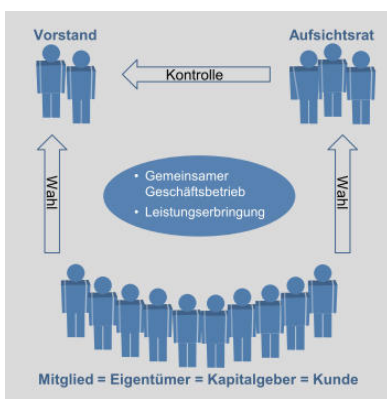 Vorstand
Aufsichtsrat
Kontrolle
Wahl
• Gemeinsamer
Geschäftsbetrieb
• Leistungserbringung
Wahl
Mitglied = Eigentümer = Kapitalgeber = Kunde